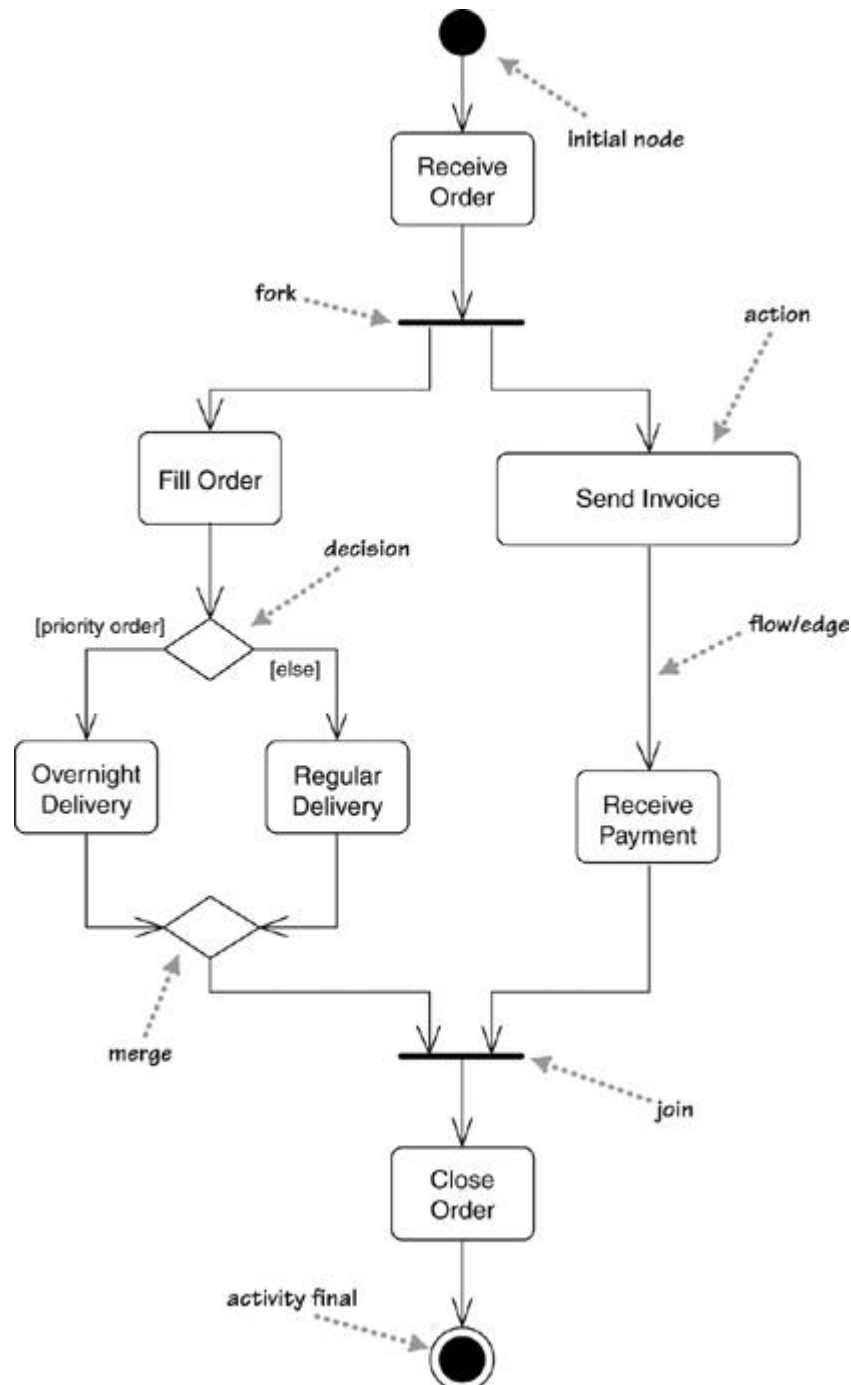 initial node
Receive
Order
fork
action
Fill Order
Send Invoice
decision
[priority order]
[else]
flow/edge
Overnight
Delivery
Regular
Delivery
Receive
Payment
merge
join
Close
Order
activity final